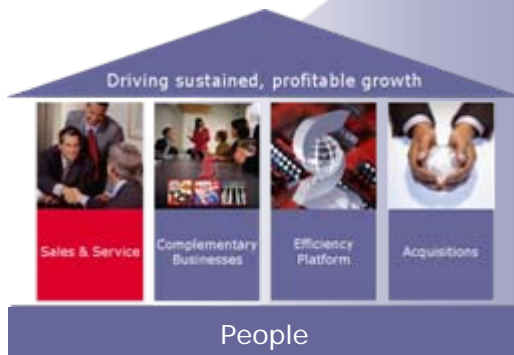 Driving sustained, profitable growth
Sales & Service
Complementary
Businesses
Efficiency
Platform
Acquisitions
People